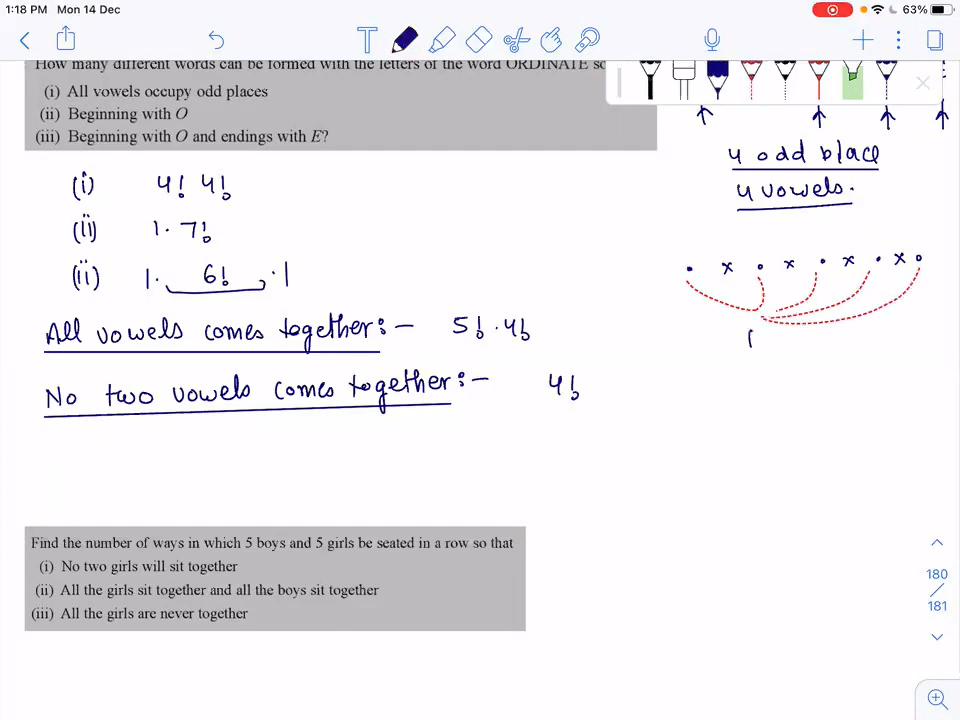 1:18 PM Mon 14 Dec
63%
How many different words can be formed with the letters of the word ORDINATE so
(i) All vowels occupy odd places
(ii) Beginning with O
(iii) Beginning with O and endings with E?
4 odd place
4 vowels.
(i) 4! 4!
(ii) 1. 7!
(ii) 1. 6! .1
. x . x . x . x .
All vowels comes together:- 5! . 4!
No two vowels comes together:- 4!
Find the number of ways in which 5 boys and 5 girls be seated in a row so that
(i) No two girls will sit together
(ii) All the girls sit together and all the boys sit together
(iii) All the girls are never together
180
/
181